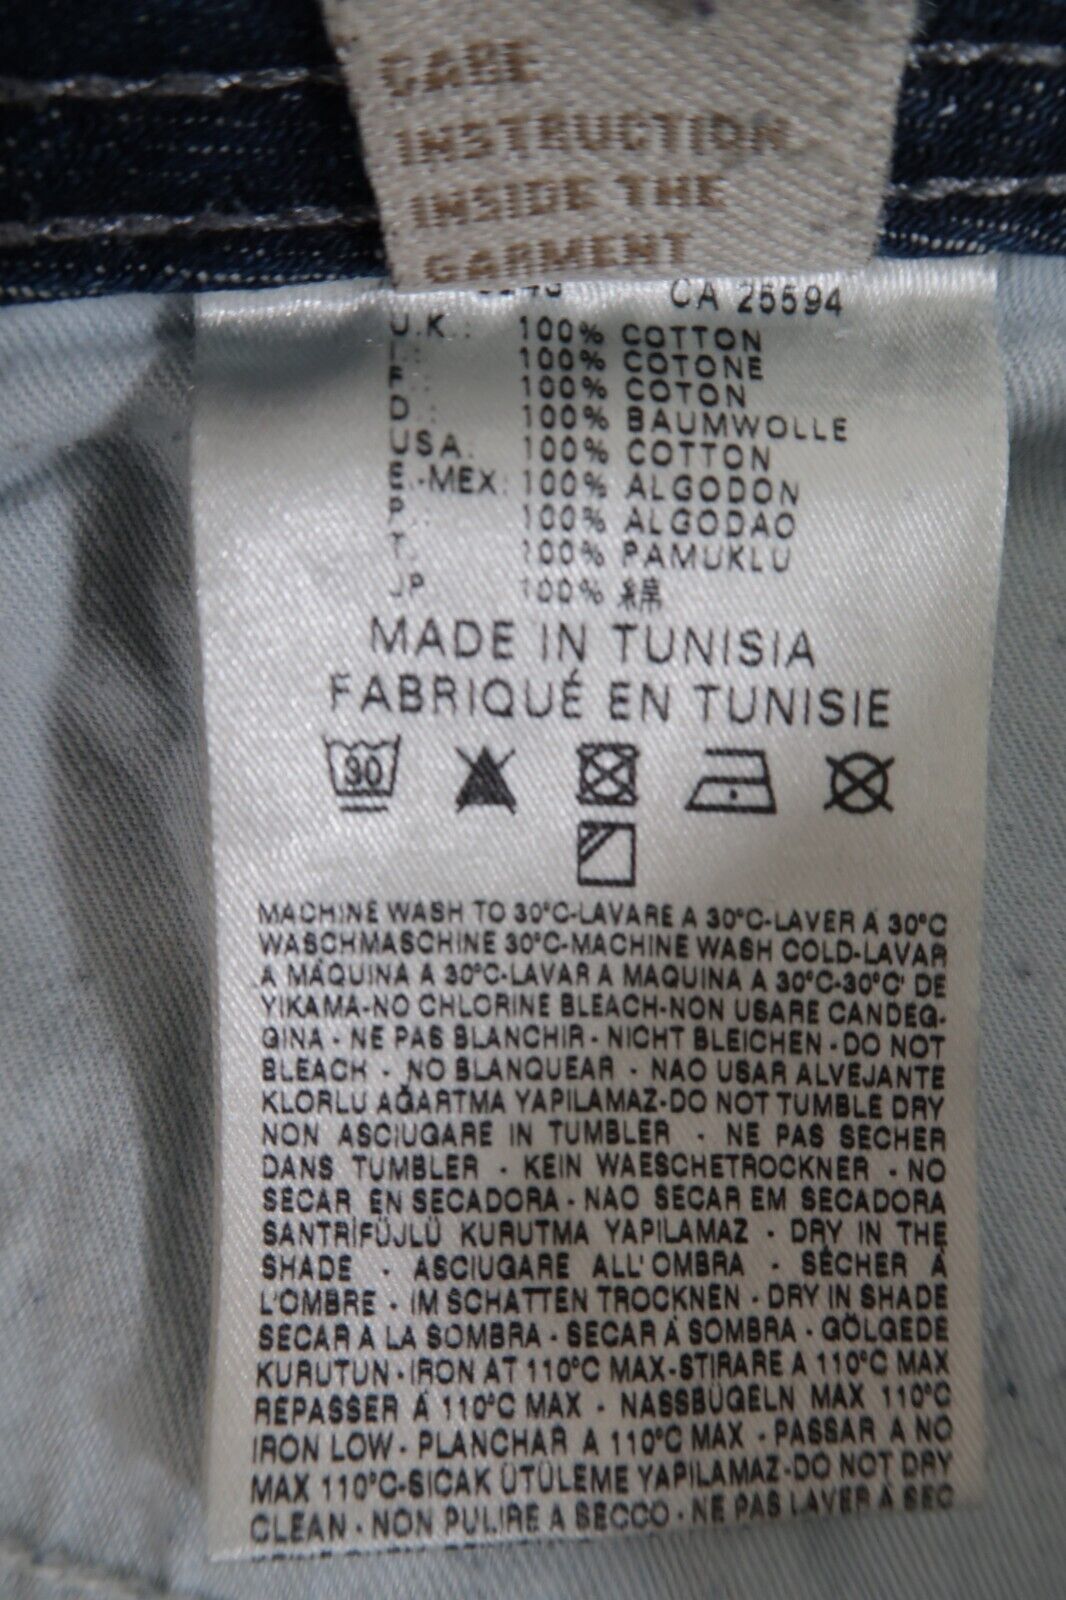 CARE
INSTRUCTION
INSIDE THE
GARMENT
CA 25594
U.K.: 100% COTTON
I.: 100% COTONE
F.: 100% COTON
D.: 100% BAUMWOLLE
USA: 100% COTTON
E.-MEX: 100% ALGODON
P.: 100% ALGODAO
T. 100% PAMUKLU
JP 100% 綿
MADE IN TUNISIA
FABRIQUÉ EN TUNISIE
30
MACHINE WASH TO 30°C-LAVARE A 30°C-LAVER À 30°C
WASCHMASCHINE 30°C-MACHINE WASH COLD-LAVAR
A MÁQUINA A 30°C-LAVAR A MAQUINA A 30°C-30°C' DE
YIKAMA-NO CHLORINE BLEACH-NON USARE CANDEG-
GINA - NE PAS BLANCHIR - NICHT BLEICHEN - DO NOT
BLEACH - NO BLANQUEAR - NAO USAR ALVEJANTE
KLORLU AĞARTMA YAPILAMAZ-DO NOT TUMBLE DRY
NON ASCIUGARE IN TUMBLER - NE PAS SECHER
DANS TUMBLER - KEIN WAESCHETROCKNER - NO
SECAR EN SECADORA - NAO SECAR EM SECADORA
SANTRİFÜJLÜ KURUTMA YAPILAMAZ - DRY IN THE
SHADE - ASCIUGARE ALL'OMBRA - SÉCHER À
L'OMBRE - IM SCHATTEN TROCKNEN - DRY IN SHADE
SECAR A LA SOMBRA - SECAR Á SOMBRA - GÖLGEDE
KURUTUN - IRON AT 110°C MAX-STIRARE A 110°C MAX
REPASSER À 110°C MAX - NASSBÜGELN MAX 110°C
IRON LOW - PLANCHAR A 110°C MAX - PASSAR A NO
MAX 110°C-SICAK ÜTÜLEME YAPILAMAZ-DO NOT DRY
CLEAN - NON PULIRE A SECCO - NE PAS LAVER À SEC